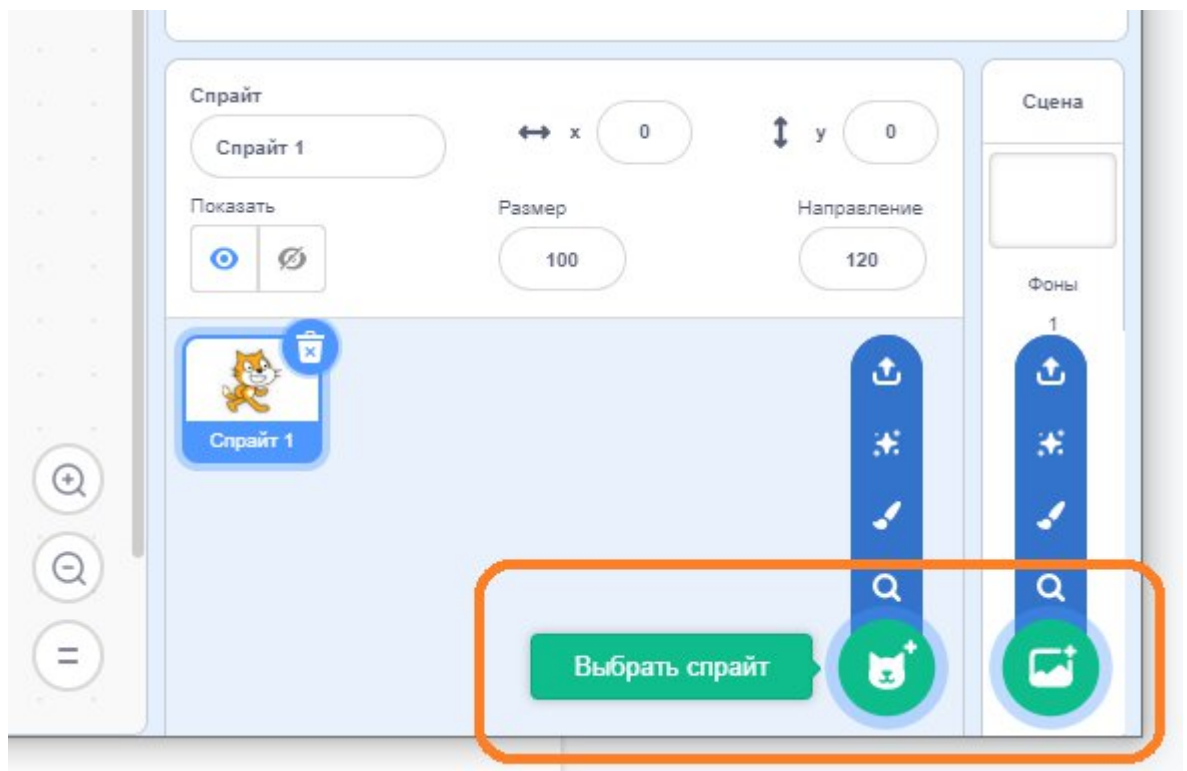 Спрайт
Спрайт 1
x 0
y 0
Показать
Размер
Направление
100
120
Спрайт 1
Выбрать спрайт
Сцена
Фоны
1